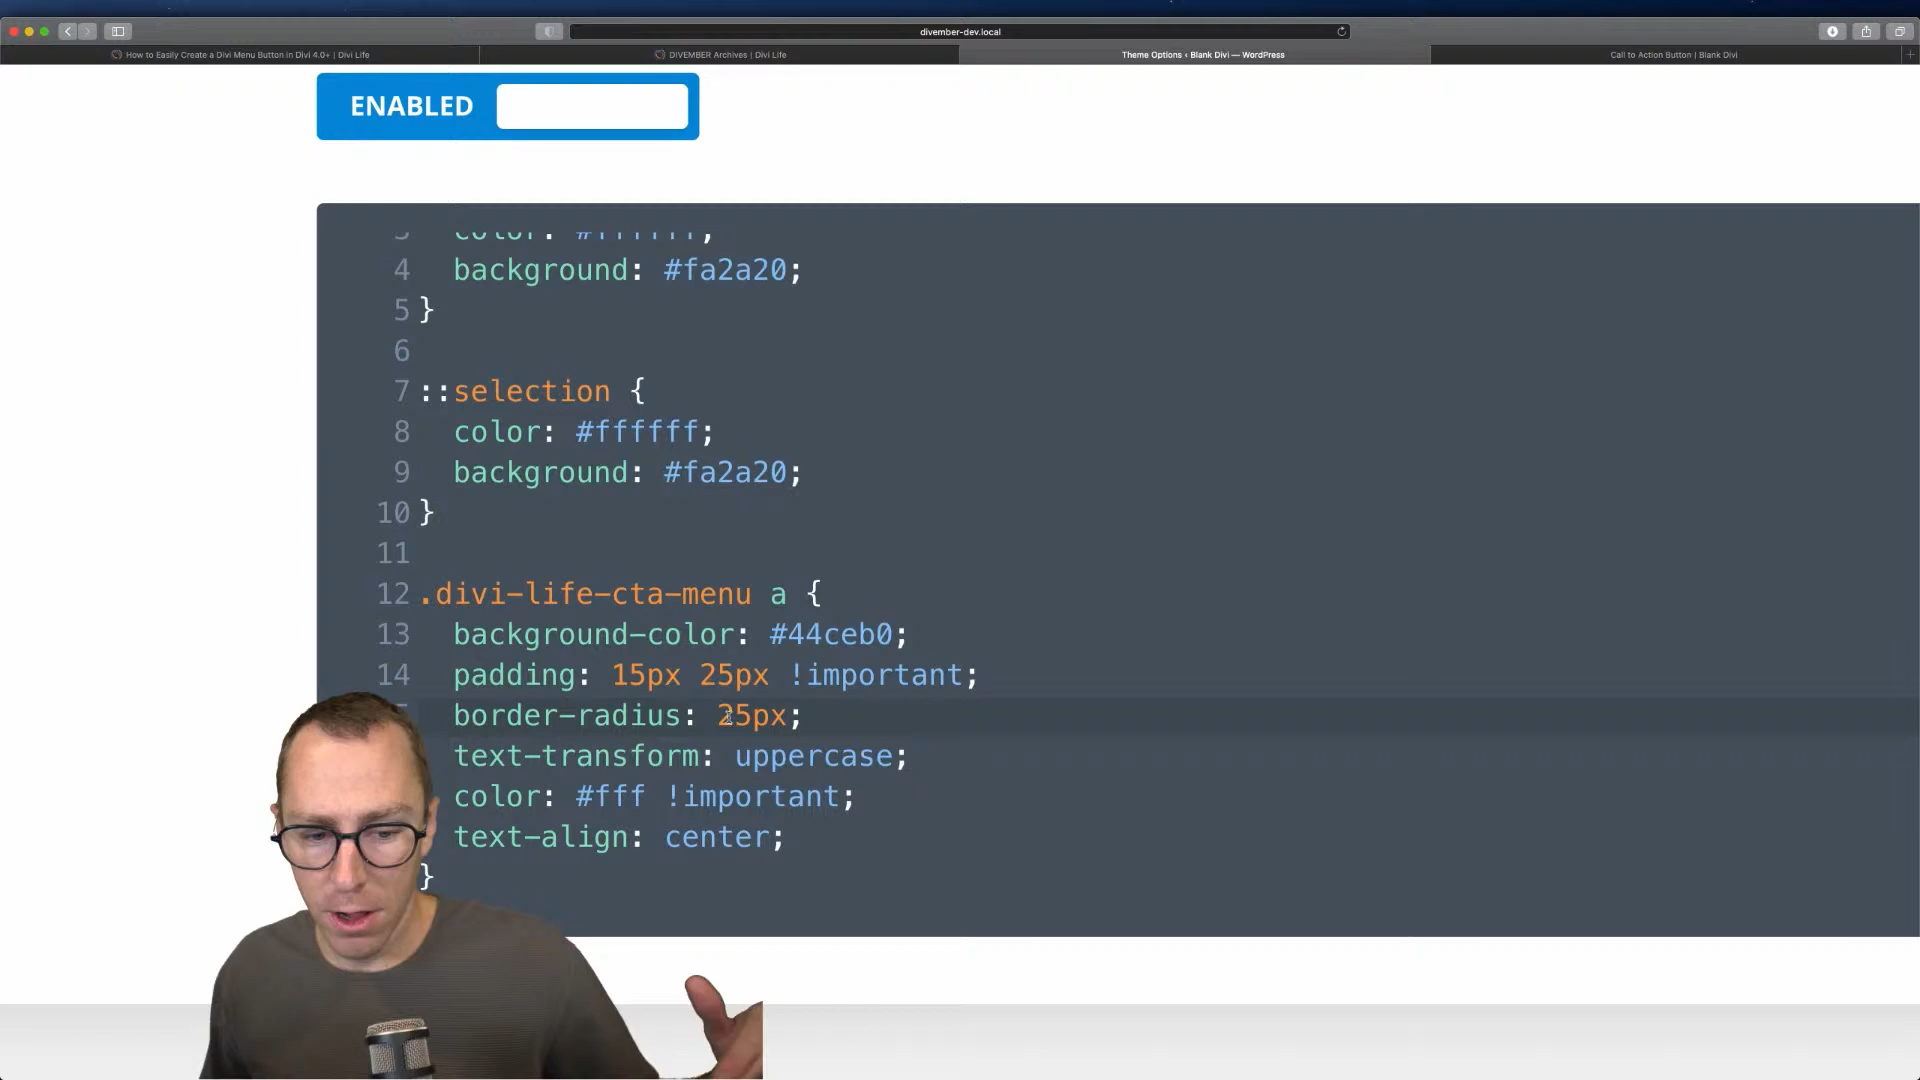 divember-dev.local
How to Easily Create a Divi Menu Button in Divi 4.0+ | Divi Life
DIVEMBER Archives | Divi Life
Theme Options ‹ Blank Divi — WordPress
Call to Action Button | Blank Divi
ENABLED
3 color: #ffffff;
4 background: #fa2a20;
5 }
6
7 ::selection {
8 color: #ffffff;
9 background: #fa2a20;
10 }
11
12 .divi-life-cta-menu a {
13 background-color: #44ceb0;
14 padding: 15px 25px !important;
border-radius: 25px;
text-transform: uppercase;
color: #fff !important;
text-align: center;
}